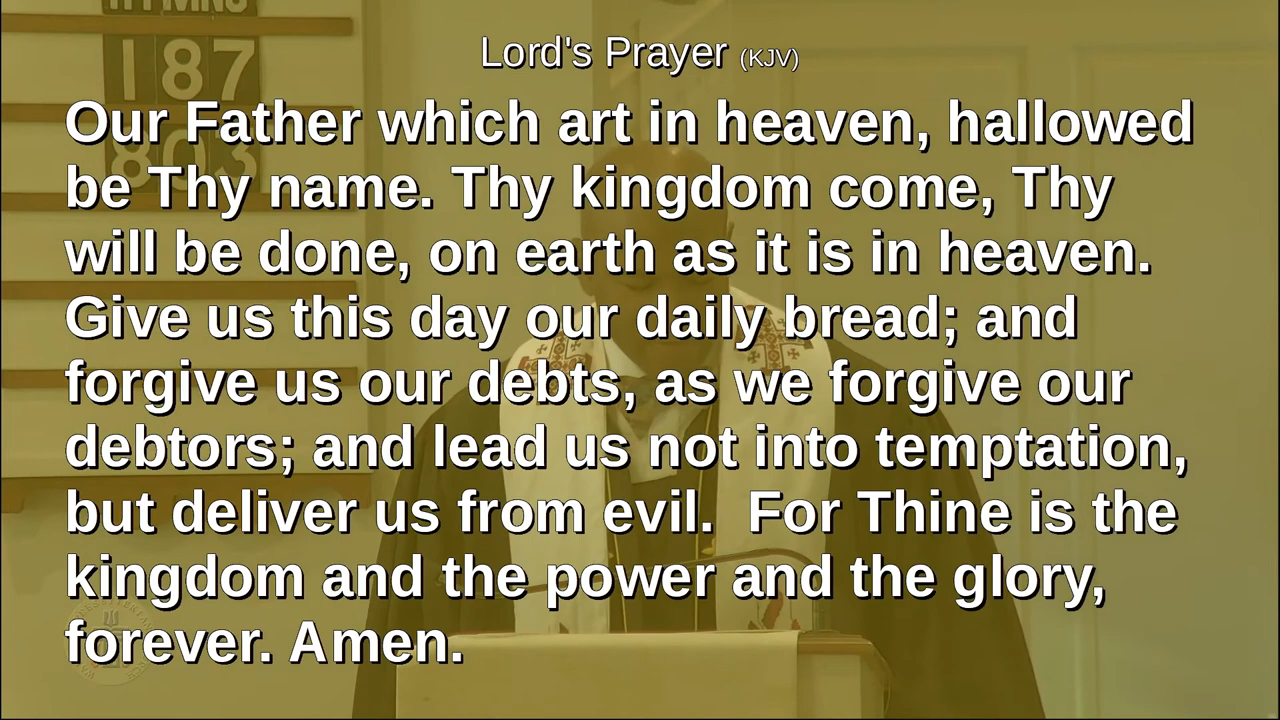 HYMNS
187
803
Lord's Prayer (KJV)
Our Father which art in heaven, hallowed
be Thy name. Thy kingdom come, Thy
will be done, on earth as it is in heaven.
Give us this day our daily bread; and
forgive us our debts, as we forgive our
debtors; and lead us not into temptation,
but deliver us from evil.  For Thine is the
kingdom and the power and the glory,
forever. Amen.